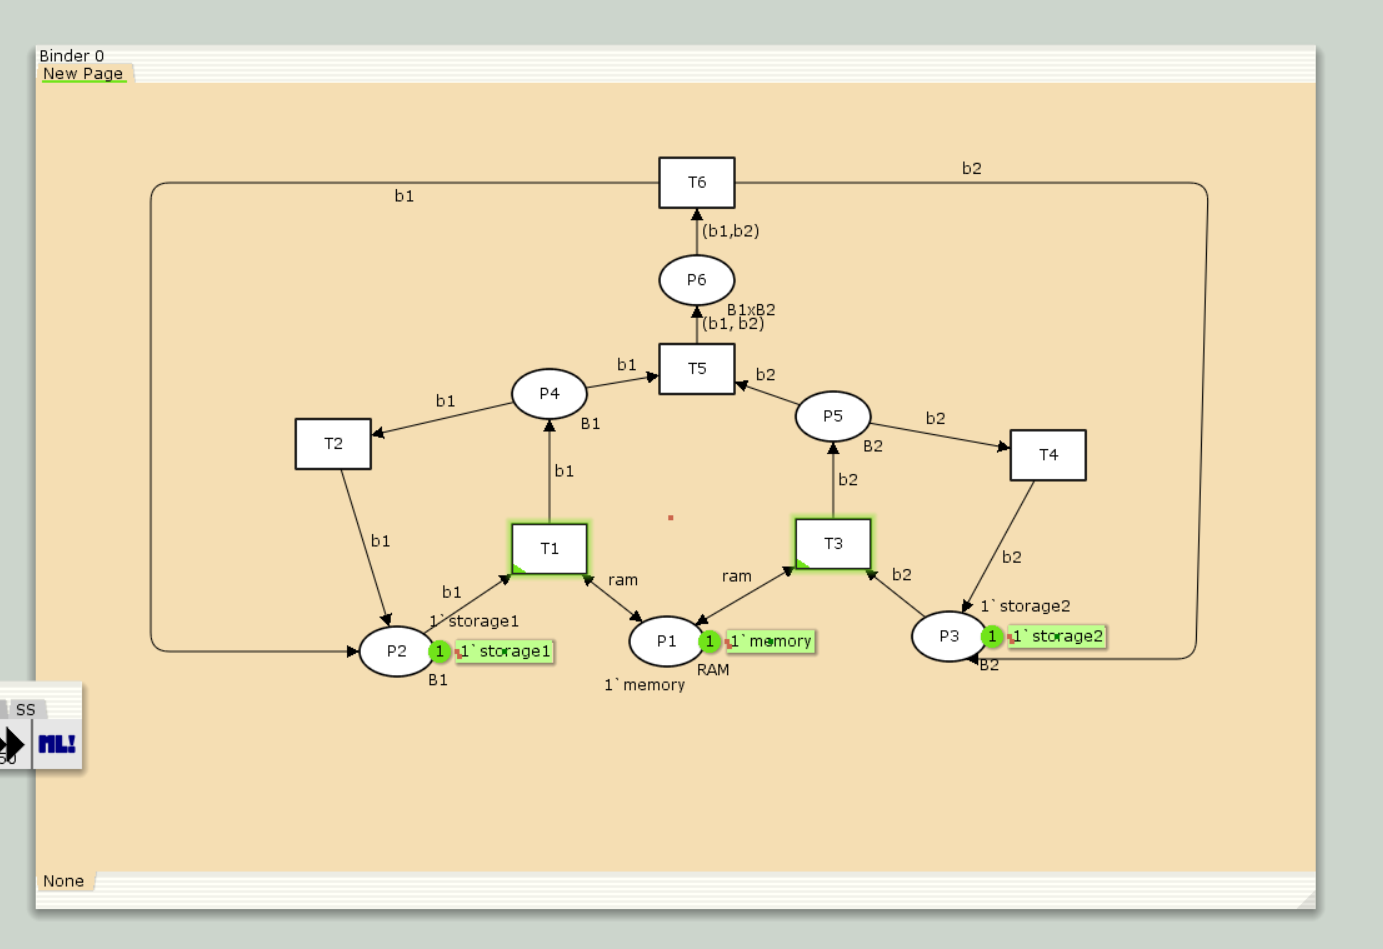 Binder 0
New Page
b2
T6
b1
(b1,b2)
P6
B1xB2
(b1, b2)
b1
T5
b2
P4
b1
P5
b2
B1
T2
B2
T4
b1
b2
b1
T1
T3
b2
ram
ram
b2
b1
1`storage1
1`storage2
P2
1
1`storage1
P1
1
1`memory
P3
1
1`storage2
B1
RAM
B2
1`memory
SS
50
ML!
None